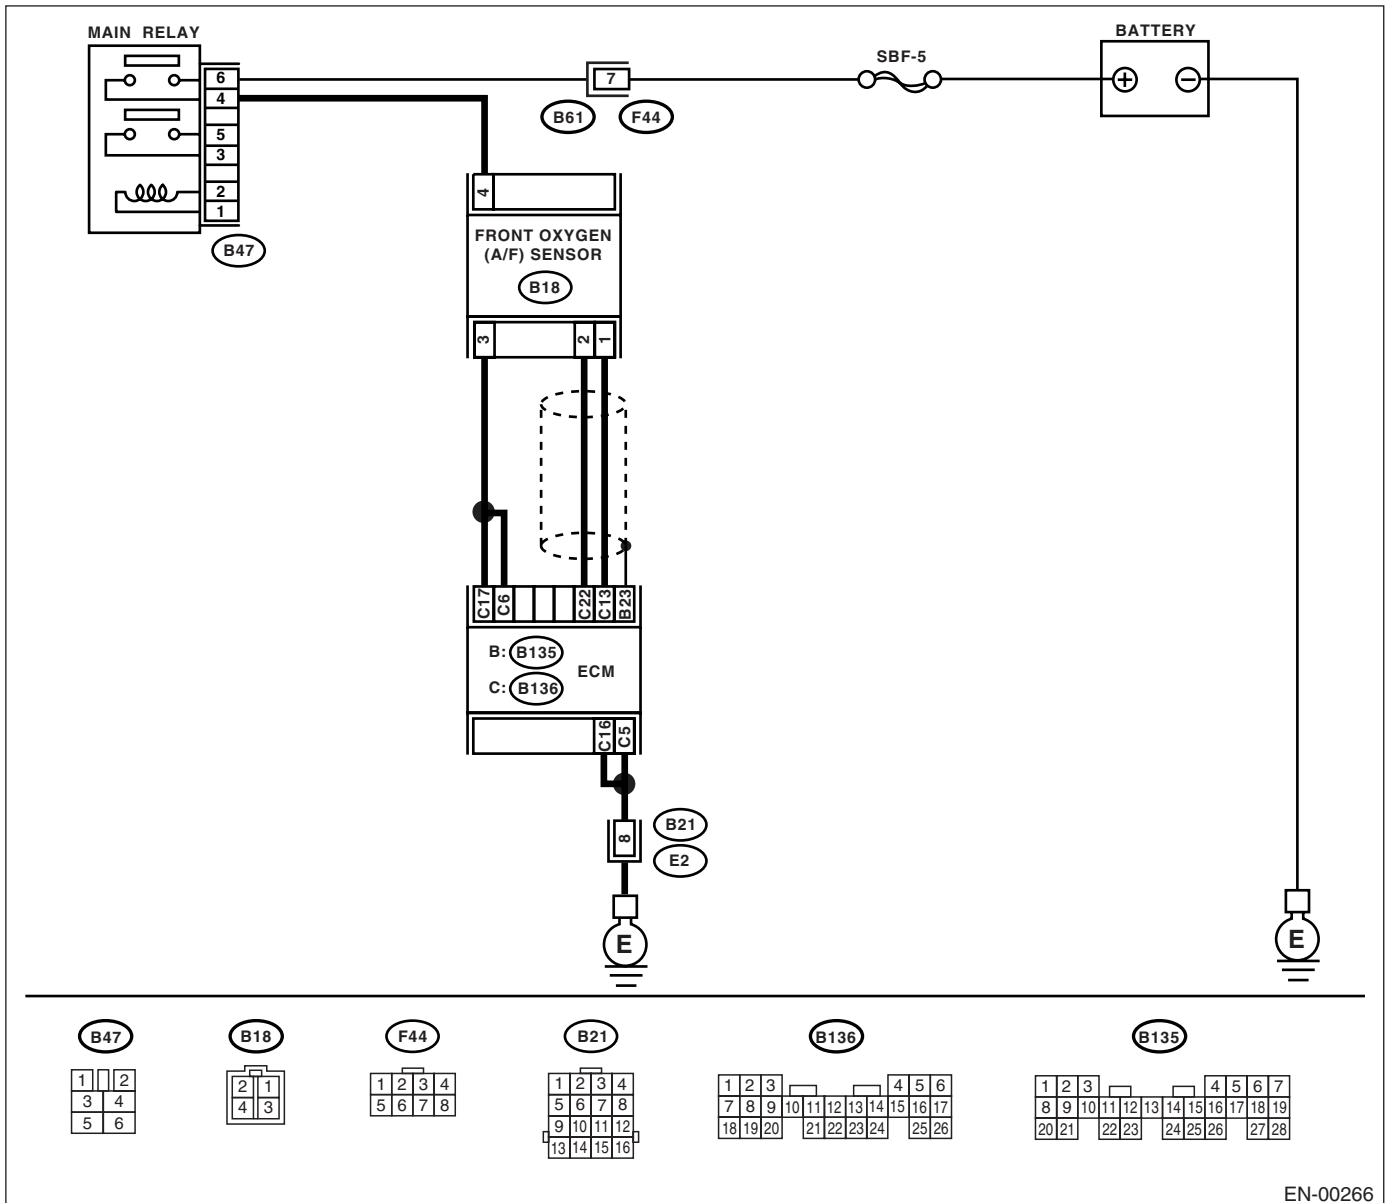 MAIN RELAY
BATTERY
SBF-5
6
4
5
3
2
1
B47
7
B61 F44
+ −
4
FRONT OXYGEN
(A/F) SENSOR
B18
3 2 1
C17 C6 C22 C13 B23
B: B135
ECM
C: B136
C16 C5
8
B21
E2
E
E
B47 B18 F44 B21 B136 B135
1 2
3 4
5 6
2 1
4 3
1 2 3 4
5 6 7 8
1 2 3 4
5 6 7 8
9 10 11 12
13 14 15 16
1 2 3 4 5 6
7 8 9 10 11 12 13 14 15 16 17
18 19 20 21 22 23 24 25 26
1 2 3 4 5 6 7
8 9 10 11 12 13 14 15 16 17 18 19
20 21 22 23 24 25 26 27 28
EN-00266